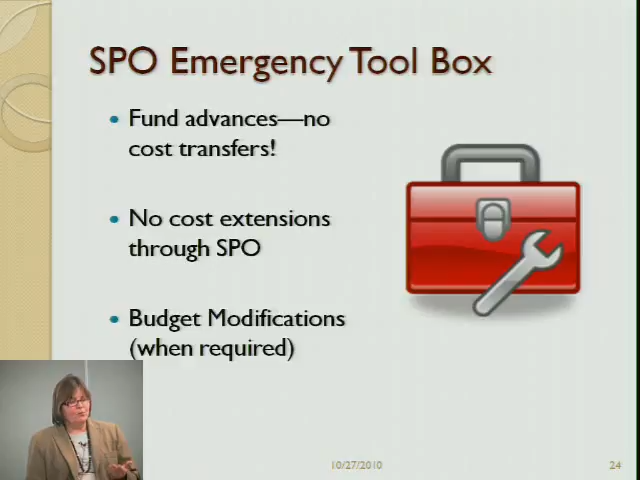 SPO Emergency Tool Box
Fund advances—no
cost transfers!
No cost extensions
through SPO
Budget Modifications
(when required)
10/27/2010
24